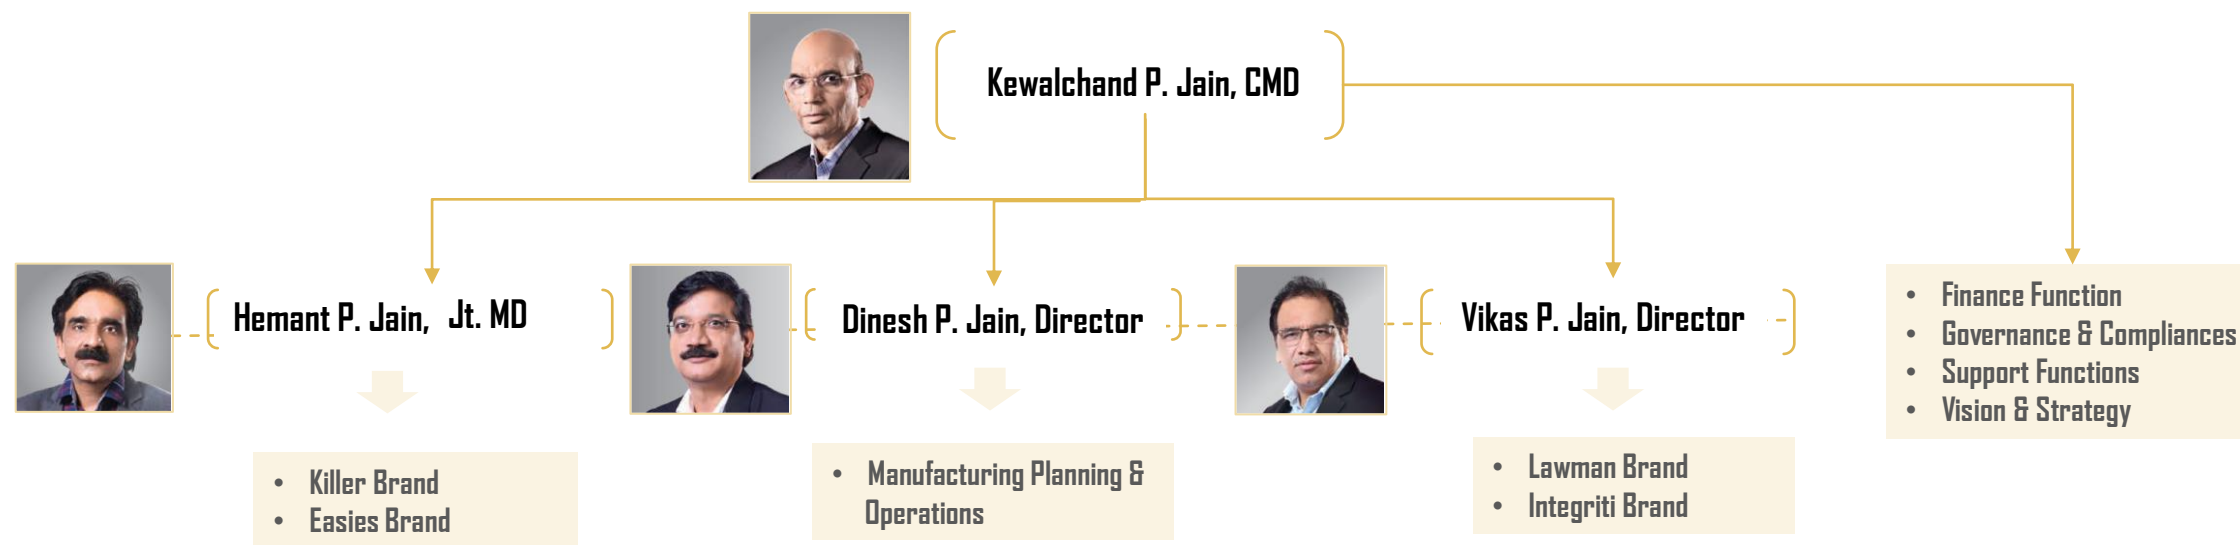 Kewalchand P. Jain, CMD
Hemant P. Jain, Jt. MD
Dinesh P. Jain, Director
Vikas P. Jain, Director
• Finance Function
• Governance & Compliances
• Support Functions
• Vision & Strategy
• Killer Brand
• Easies Brand
• Manufacturing Planning &
Operations
• Lawman Brand
• Integriti Brand